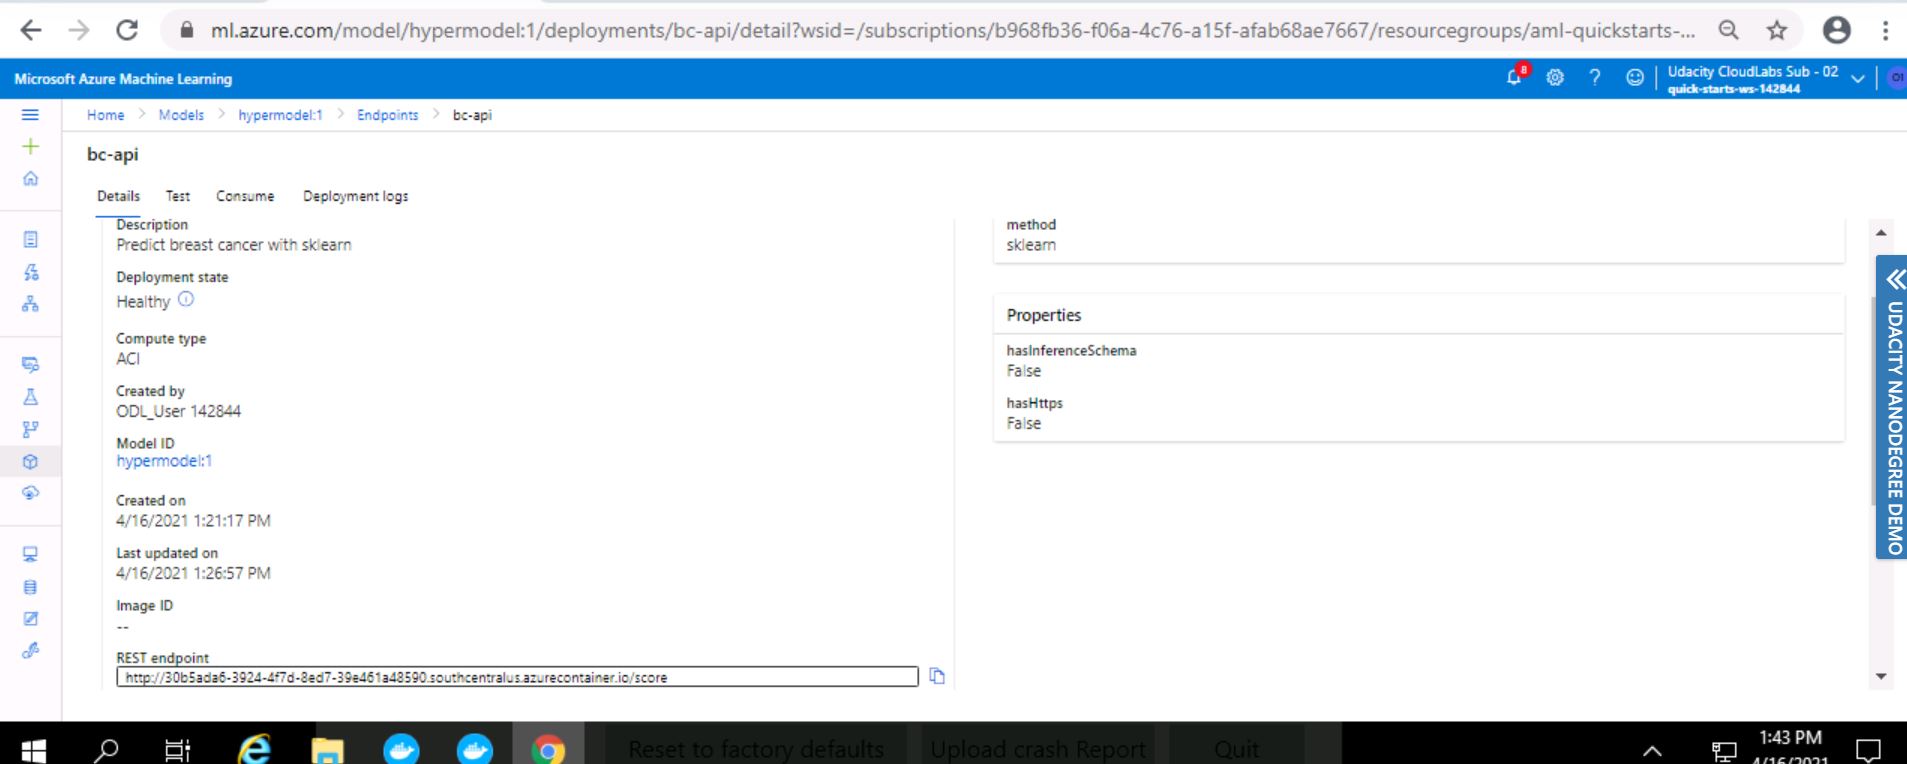 ml.azure.com/model/hypermodel:1/deployments/bc-api/detail?wsid=/subscriptions/b968fb36-f06a-4c76-a15f-afab68ae7667/resourcegroups/aml-quickstarts-...
Microsoft Azure Machine Learning
8
?
Udacity CloudLabs Sub - 02
quick-starts-ws-142844
OI
Home > Models > hypermodel:1 > Endpoints > bc-api
bc-api
Details Test Consume Deployment logs
Description
Predict breast cancer with sklearn
Deployment state
Healthy
Compute type
ACI
Created by
ODL_User 142844
Model ID
hypermodel:1
Created on
4/16/2021 1:21:17 PM
Last updated on
4/16/2021 1:26:57 PM
Image ID
--
REST endpoint
http://30b5ada6-3924-4f7d-8ed7-39e461a48590.southcentralus.azurecontainer.io/score
method
sklearn
Properties
hasInferenceSchema
False
hasHttps
False
UDACITY NANODEGREE DEMO
Reset to factory defaults Upload crash Report Quit
1:43 PM
4/16/2021